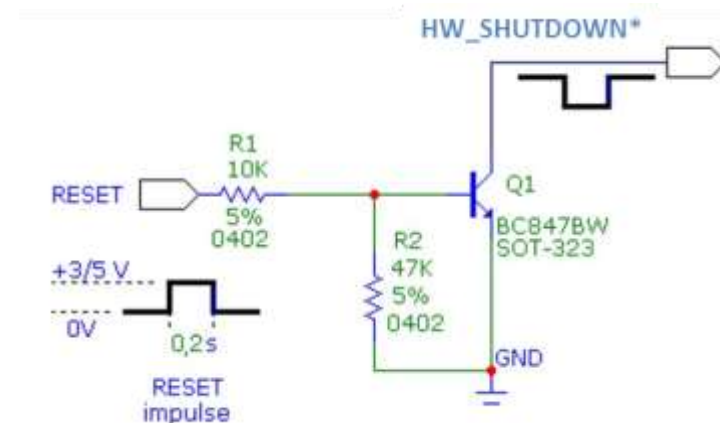 HW_SHUTDOWN*
R1
10K
RESET
5%
0402
Q1
BC847BW
SOT-323
R2
47K
5%
0402
+3/5 V
0V
0,2s
GND
RESET
impulse